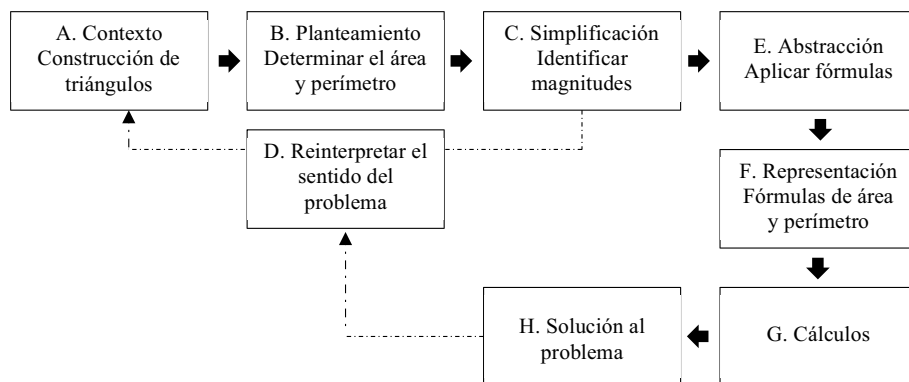 A. Contexto
Construcción de
triángulos
B. Planteamiento
Determinar el área
y perímetro
C. Simplificación
Identificar
magnitudes
E. Abstracción
Aplicar fórmulas
D. Reinterpretar el
sentido del
problema
F. Representación
Fórmulas de área
y perímetro
H. Solución al
problema
G. Cálculos